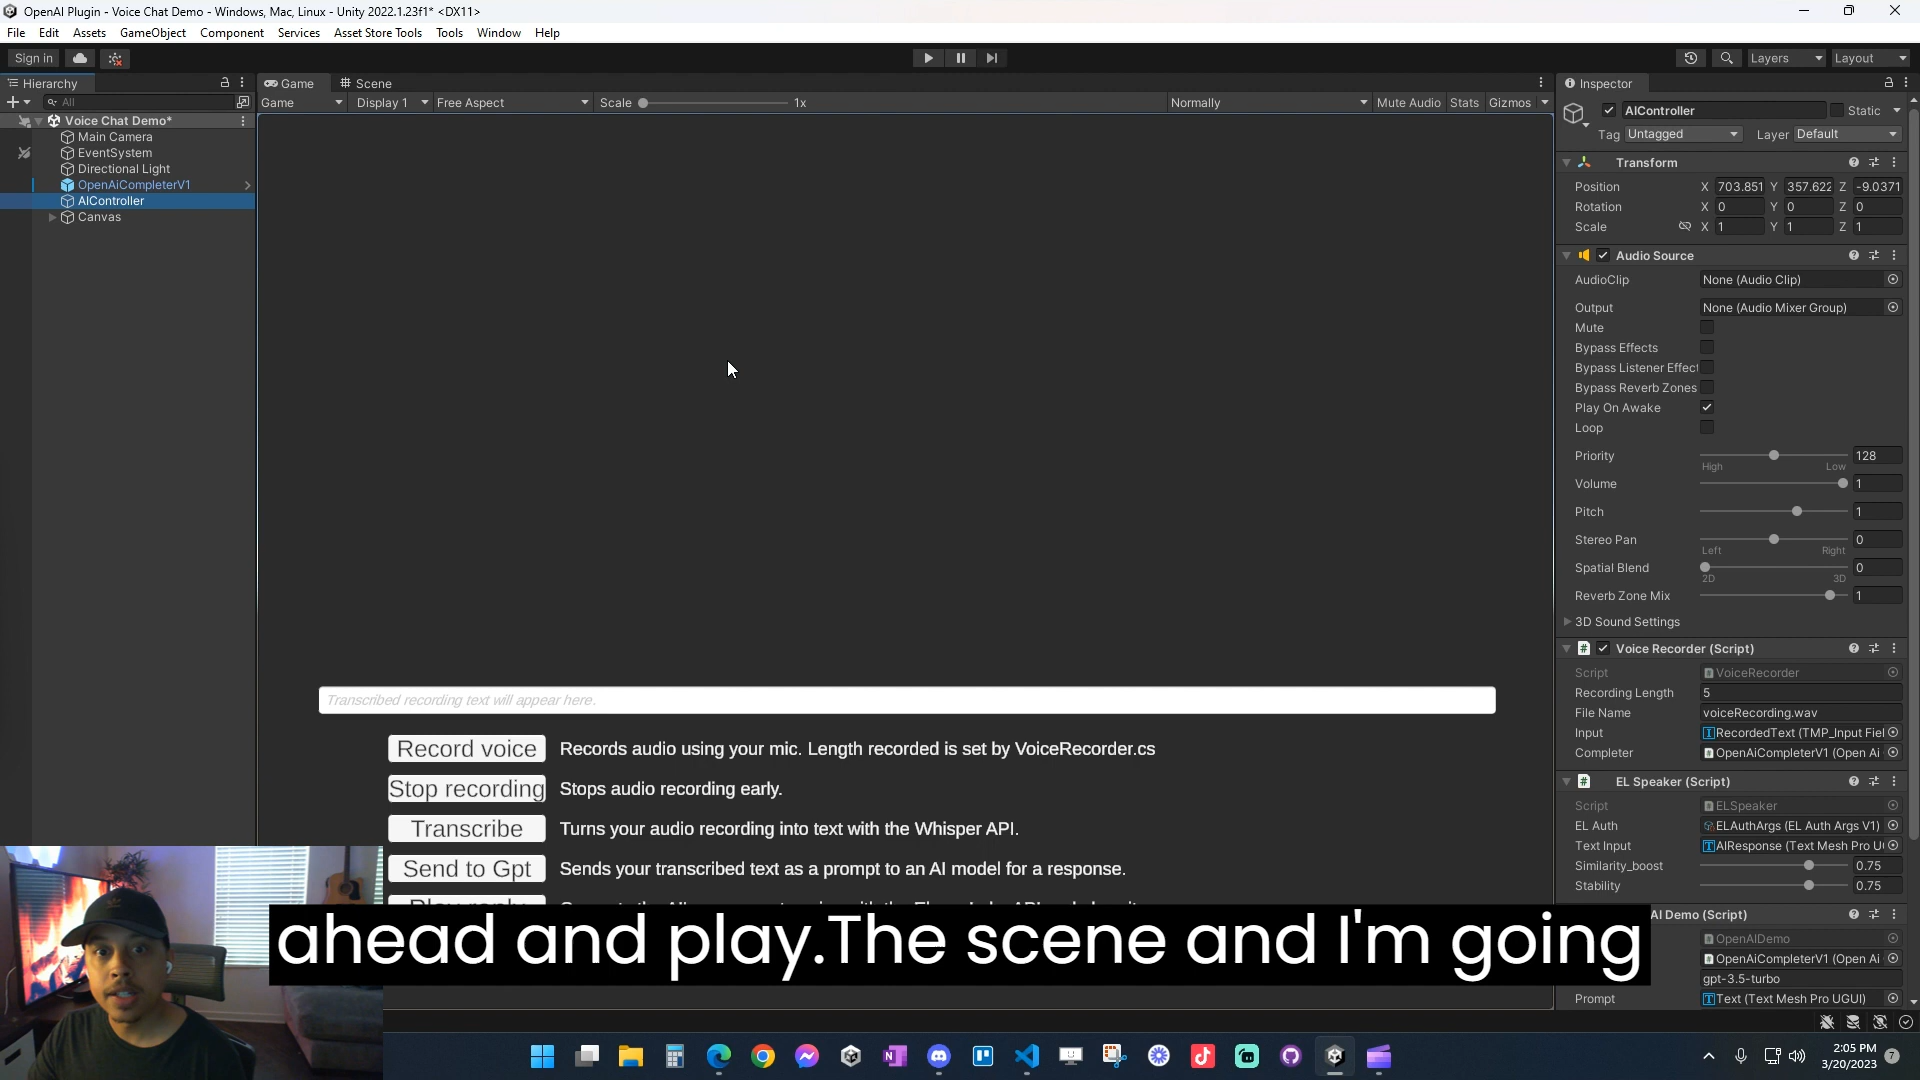 OpenAI Plugin - Voice Chat Demo - Windows, Mac, Linux - Unity 2022.1.23f1* <DX11>
File Edit Assets GameObject Component Services Asset Store Tools Tools Window Help
Sign in
Layers Layout
Hierarchy
All
Voice Chat Demo*
Main Camera
EventSystem
Directional Light
OpenAiCompleterV1
AIController
Canvas
Game Scene
Game Display 1 Free Aspect Scale 1x Normally Mute Audio Stats Gizmos
Transcribed recording text will appear here.
Record voice Records audio using your mic. Length recorded is set by VoiceRecorder.cs
Stop recording Stops audio recording early.
Transcribe Turns your audio recording into text with the Whisper API.
Send to Gpt Sends your transcribed text as a prompt to an AI model for a response.
ahead and play.The scene and I'm going
Inspector
AIController Static
Tag Untagged Layer Default
Transform
Position X 703.851 Y 357.622 Z -9.0371
Rotation X 0 Y 0 Z 0
Scale X 1 Y 1 Z 1
Audio Source
AudioClip None (Audio Clip)
Output None (Audio Mixer Group)
Mute
Bypass Effects
Bypass Listener Effect
Bypass Reverb Zones
Play On Awake
Loop
Priority 128
High Low
Volume 1
Pitch 1
Stereo Pan 0
Left Right
Spatial Blend 0
2D 3D
Reverb Zone Mix 1
3D Sound Settings
Voice Recorder (Script)
Script VoiceRecorder
Recording Length 5
File Name voiceRecording.wav
Input RecordedText (TMP_Input Fiel
Completer OpenAiCompleterV1 (Open Ai
EL Speaker (Script)
Script ELSpeaker
EL Auth ELAuthArgs (EL Auth Args V1)
Text Input AIResponse (Text Mesh Pro U
Similarity_boost 0.75
Stability 0.75
AI Demo (Script)
OpenAIDemo
OpenAiCompleterV1 (Open Ai
gpt-3.5-turbo
Prompt Text (Text Mesh Pro UGUI)
2:05 PM
3/20/2023
7